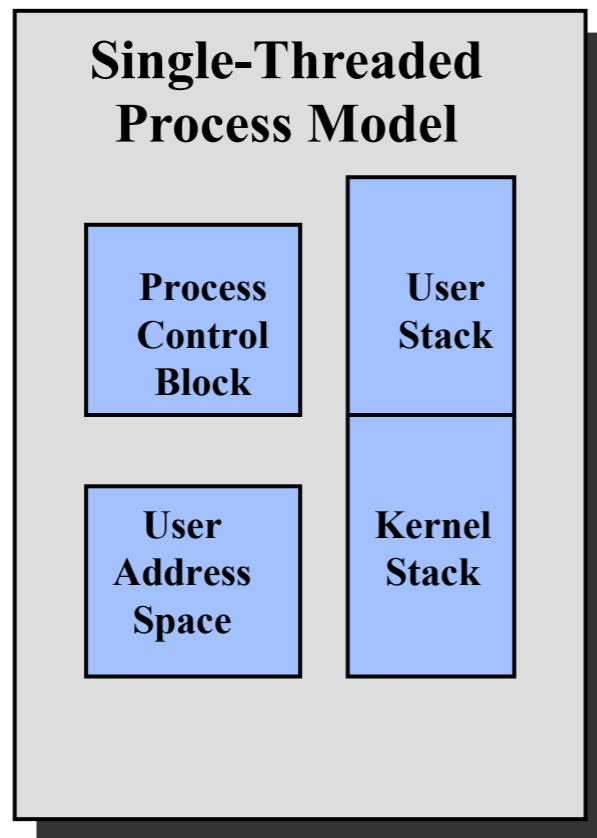 Single-Threaded
Process Model
Process
Control
Block
User
Stack
User
Address
Space
Kernel
Stack